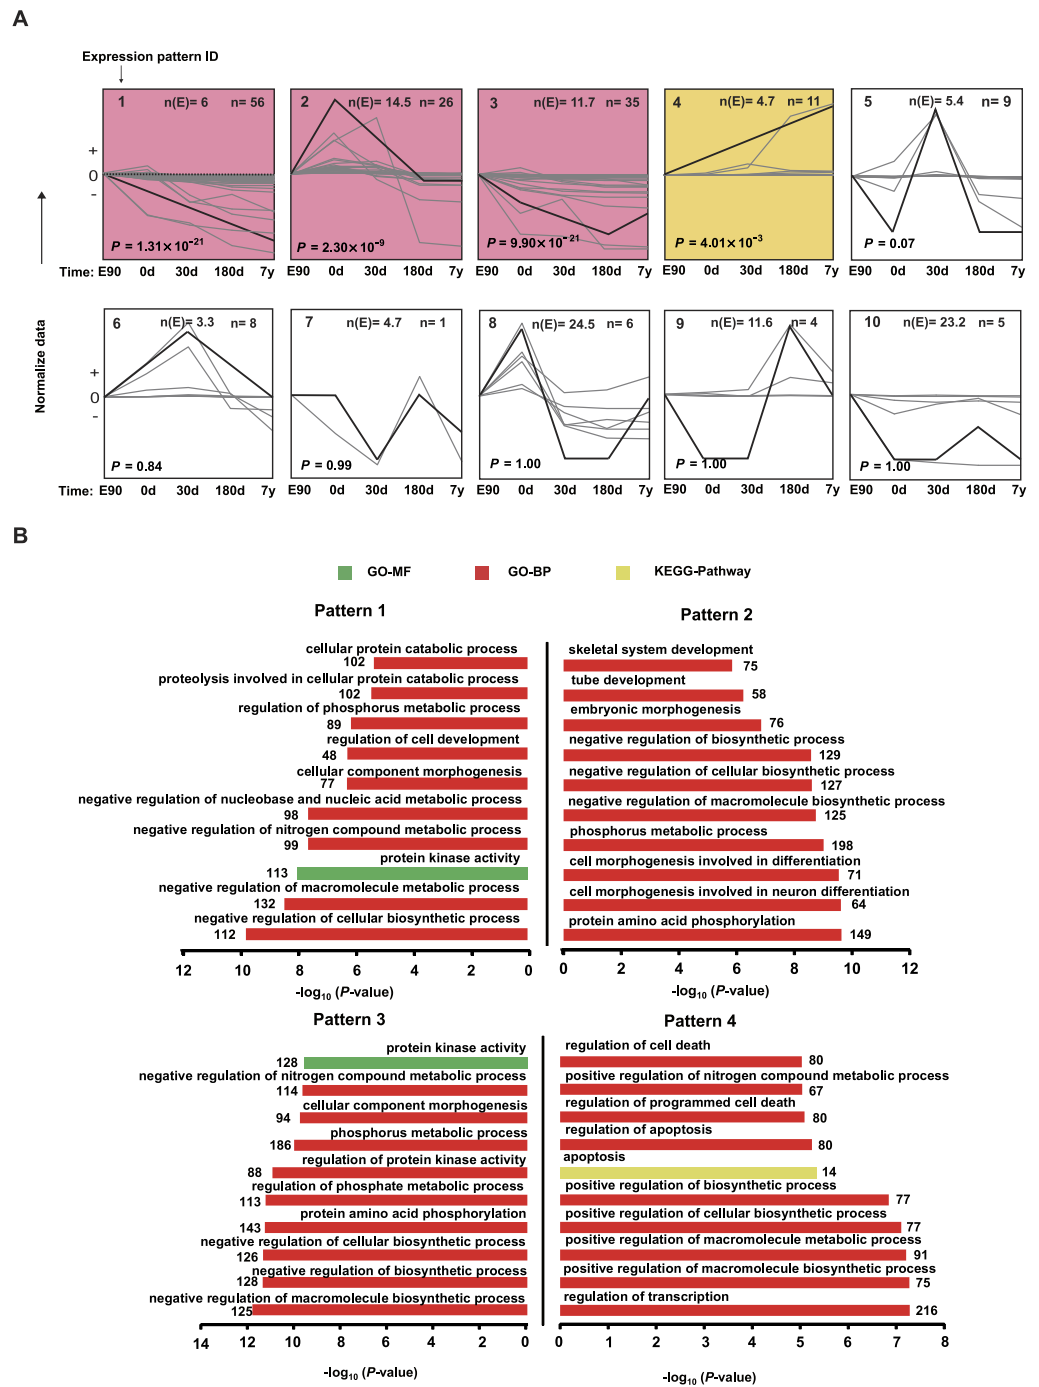 A
Expression pattern ID
1 n(E)= 6 n= 56
2 n(E)= 14.5 n= 26
3 n(E)= 11.7 n= 35
4 n(E)= 4.7 n= 11
5 n(E)= 5.4 n= 9
+
0
-
P = 1.31×10⁻²¹
P = 2.30×10⁻⁹
P = 9.90×10⁻²¹
P = 4.01×10⁻³
P = 0.07
Time: E90 0d 30d 180d 7y E90 0d 30d 180d 7y E90 0d 30d 180d 7y E90 0d 30d 180d 7y E90 0d 30d 180d 7y
Normalize data
6 n(E)= 3.3 n= 8
7 n(E)= 4.7 n= 1
8 n(E)= 24.5 n= 6
9 n(E)= 11.6 n= 4
10 n(E)= 23.2 n= 5
+
0
-
P = 0.84
P = 0.99
P = 1.00
P = 1.00
P = 1.00
Time: E90 0d 30d 180d 7y E90 0d 30d 180d 7y E90 0d 30d 180d 7y E90 0d 30d 180d 7y E90 0d 30d 180d 7y
B
GO-MF GO-BP KEGG-Pathway
Pattern 1
cellular protein catabolic process
102
proteolysis involved in cellular protein catabolic process
102
regulation of phosphorus metabolic process
89
regulation of cell development
48
cellular component morphogenesis
77
negative regulation of nucleobase and nucleic acid metabolic process
98
negative regulation of nitrogen compound metabolic process
99
protein kinase activity
113
negative regulation of macromolecule metabolic process
132
negative regulation of cellular biosynthetic process
112
12 10 8 6 4 2 0
-log₁₀ (P-value)
Pattern 2
skeletal system development
75
tube development
58
embryonic morphogenesis
76
negative regulation of biosynthetic process
129
negative regulation of cellular biosynthetic process
127
negative regulation of macromolecule biosynthetic process
125
phosphorus metabolic process
198
cell morphogenesis involved in differentiation
71
cell morphogenesis involved in neuron differentiation
64
protein amino acid phosphorylation
149
0 2 4 6 8 10 12
-log₁₀ (P-value)
Pattern 3
protein kinase activity
128
negative regulation of nitrogen compound metabolic process
114
cellular component morphogenesis
94
phosphorus metabolic process
186
regulation of protein kinase activity
88
regulation of phosphate metabolic process
113
protein amino acid phosphorylation
143
negative regulation of cellular biosynthetic process
126
negative regulation of biosynthetic process
128
negative regulation of macromolecule biosynthetic process
125
14 12 10 8 6 4 2 0
-log₁₀ (P-value)
Pattern 4
regulation of cell death
80
positive regulation of nitrogen compound metabolic process
67
regulation of programmed cell death
80
regulation of apoptosis
80
apoptosis
14
positive regulation of biosynthetic process
77
positive regulation of cellular biosynthetic process
77
positive regulation of macromolecule metabolic process
91
positive regulation of macromolecule biosynthetic process
75
regulation of transcription
216
0 1 2 3 4 5 6 7 8
-log₁₀ (P-value)